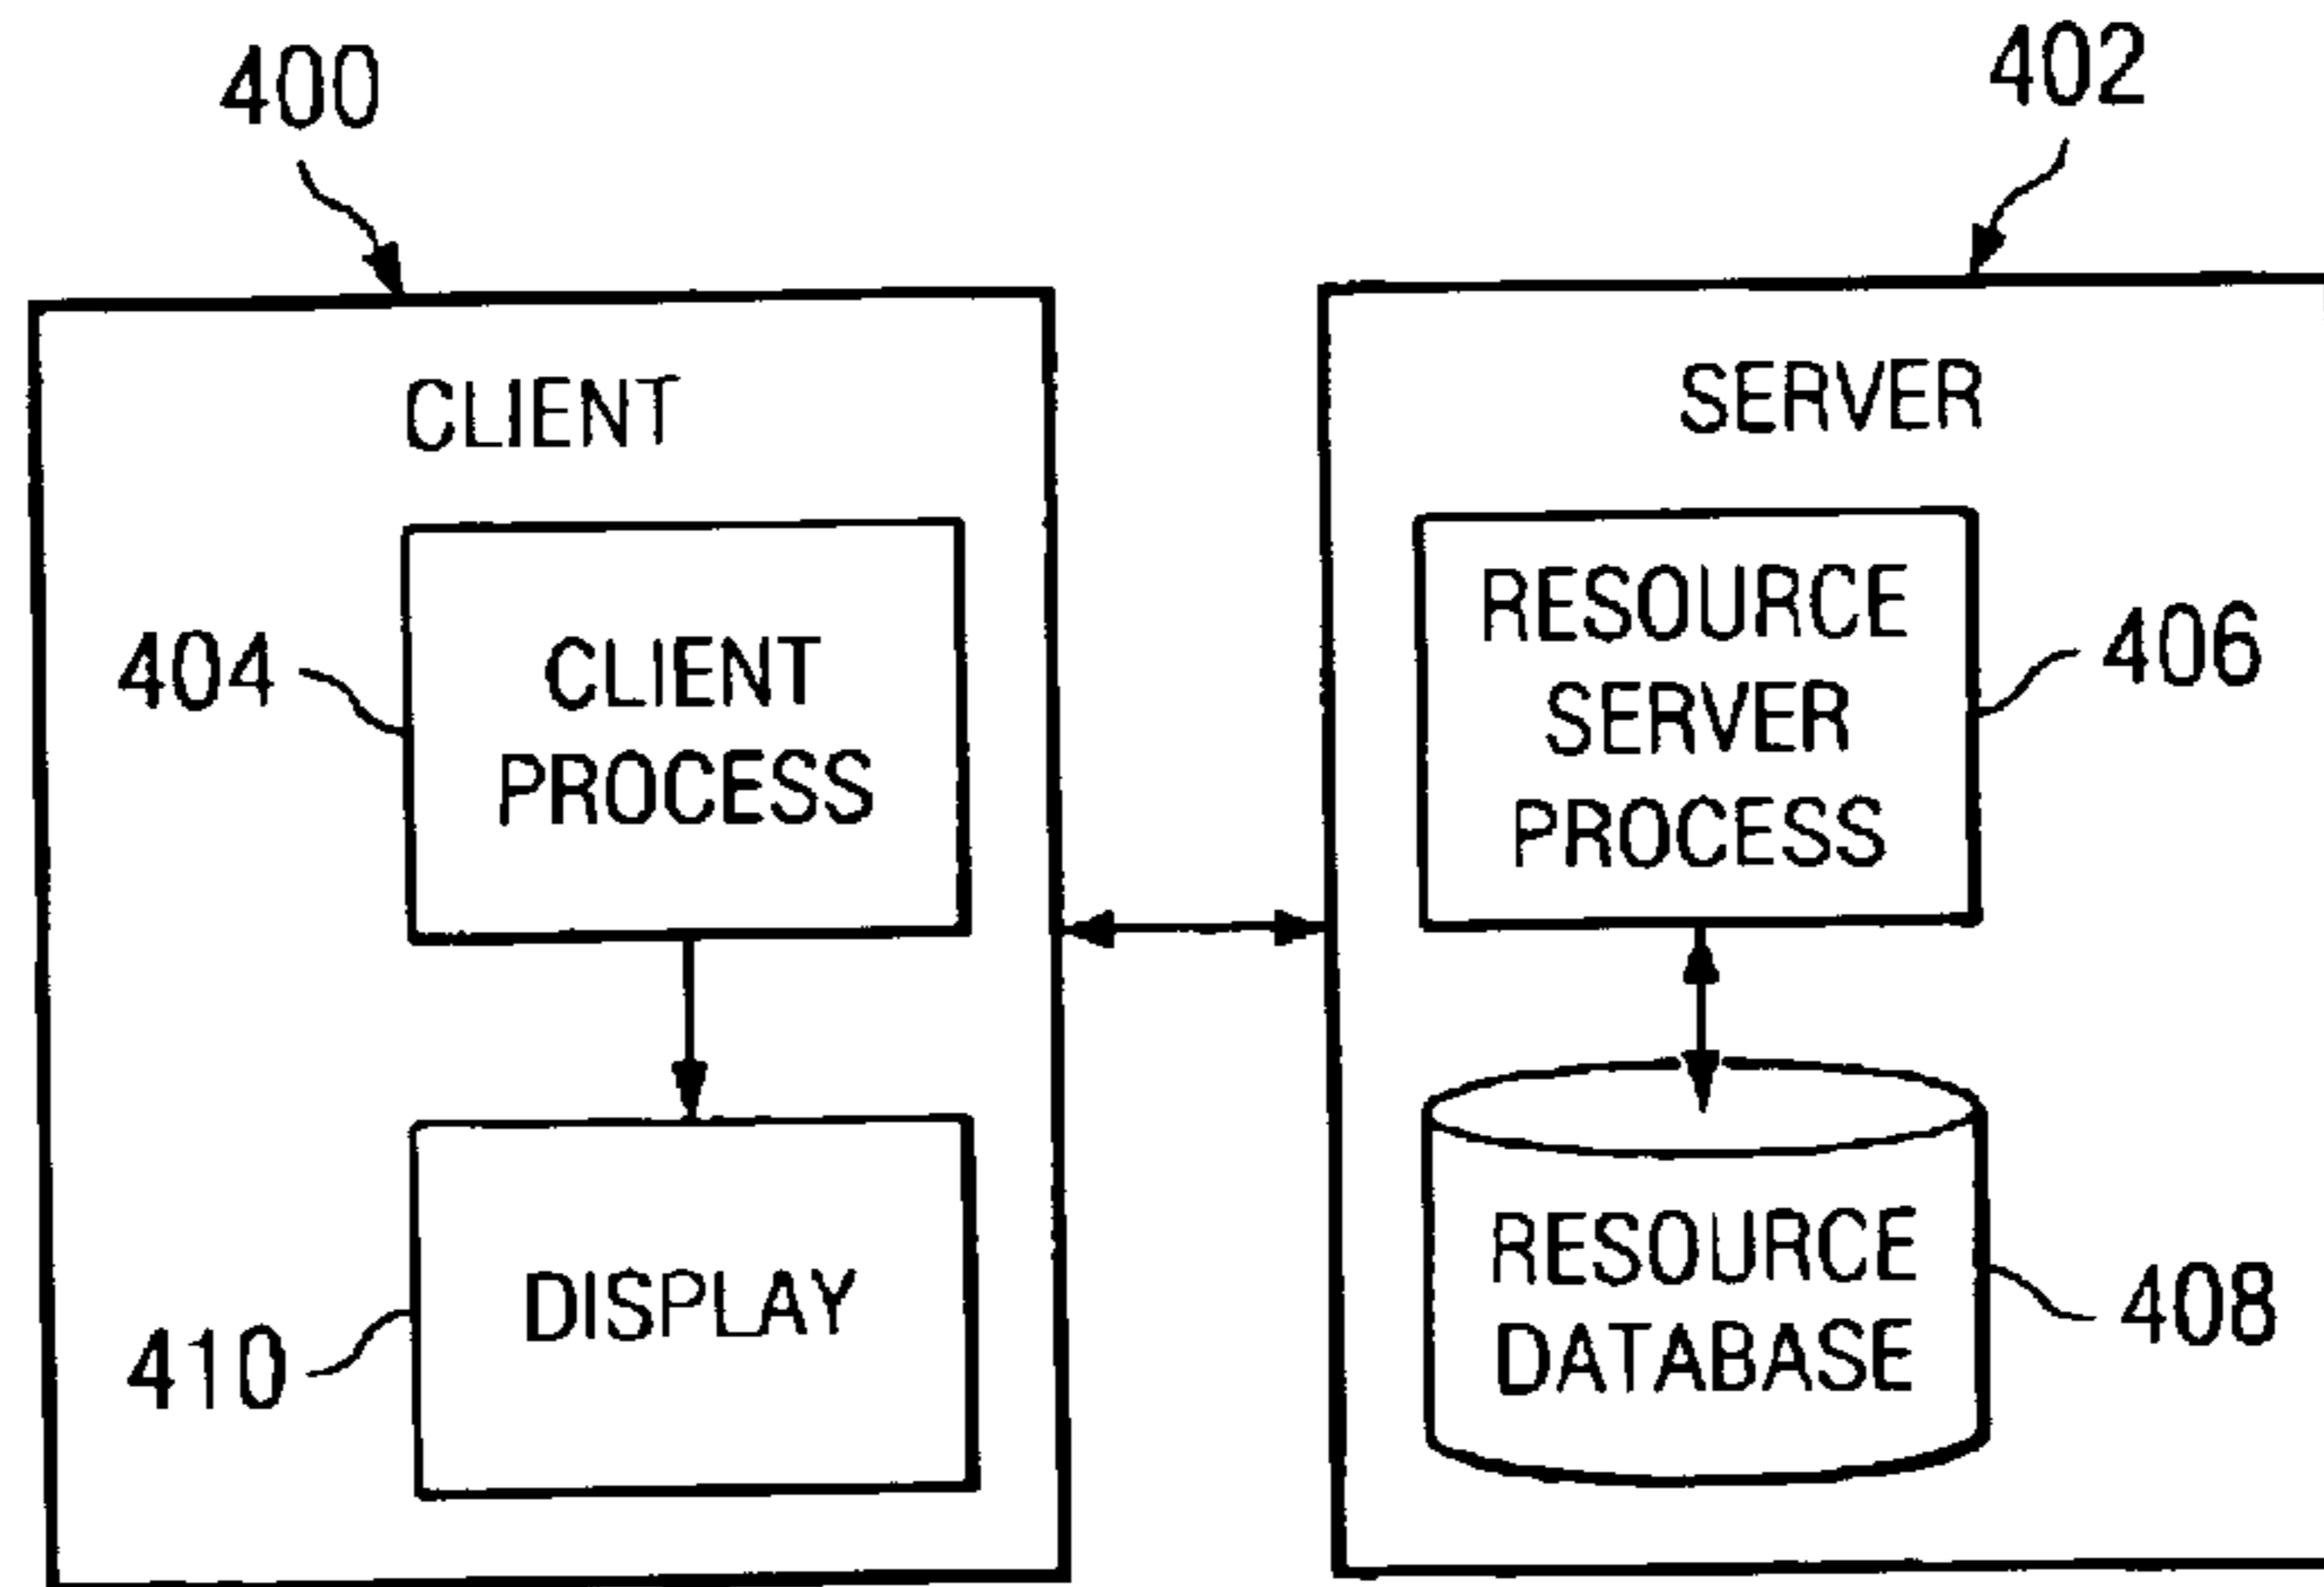 400
402
CLIENT
SERVER
404
CLIENT
PROCESS
RESOURCE
SERVER
PROCESS
406
410
DISPLAY
RESOURCE
DATABASE
408